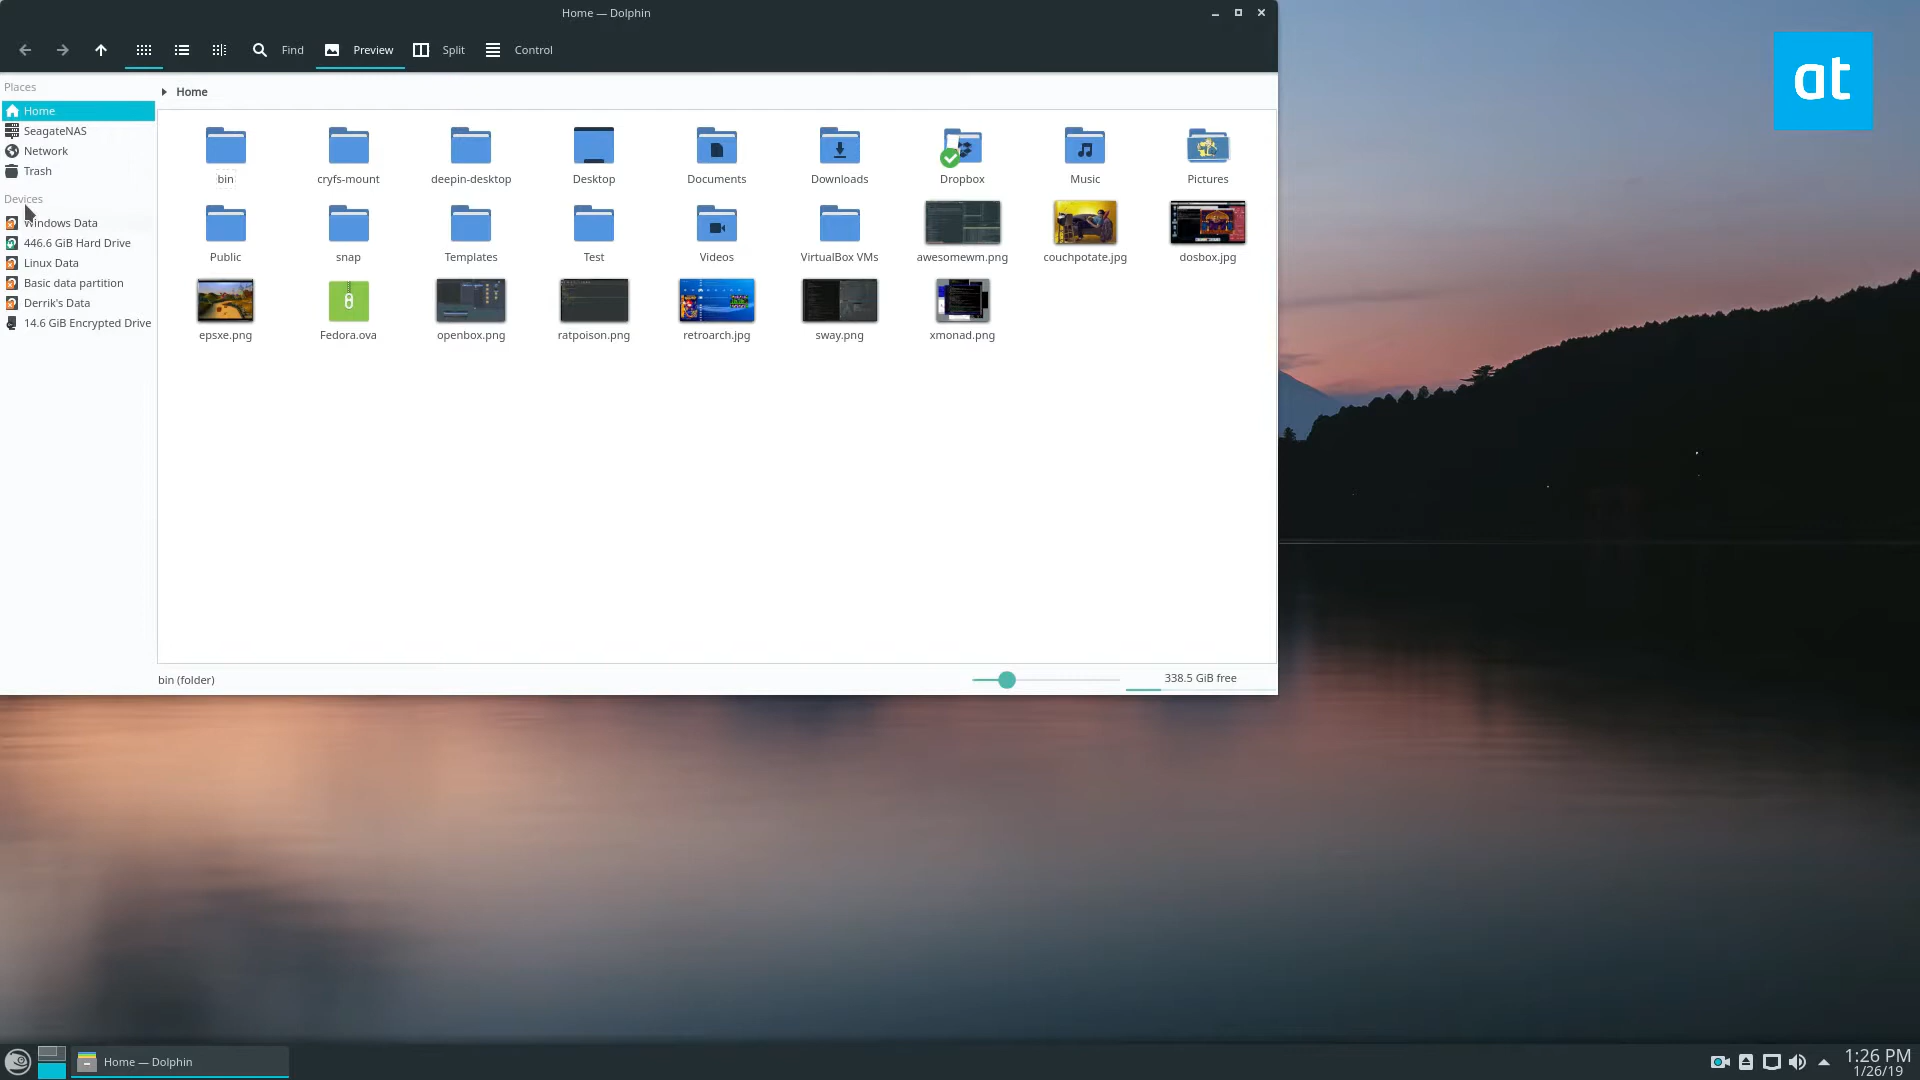 Home — Dolphin
Find
Preview
Split
Control
Places
Home
SeagateNAS
Network
Trash
Devices
Windows Data
446.6 GiB Hard Drive
Linux Data
Basic data partition
Derrik's Data
14.6 GiB Encrypted Drive
Home
bin
cryfs-mount
deepin-desktop
Desktop
Documents
Downloads
Dropbox
Music
Pictures
Public
snap
Templates
Test
Videos
VirtualBox VMs
awesomewm.png
couchpotate.jpg
dosbox.jpg
epsxe.png
Fedora.ova
openbox.png
ratpoison.png
retroarch.jpg
sway.png
xmonad.png
bin (folder)
338.5 GiB free
at
Home — Dolphin
1:26 PM
1/26/19